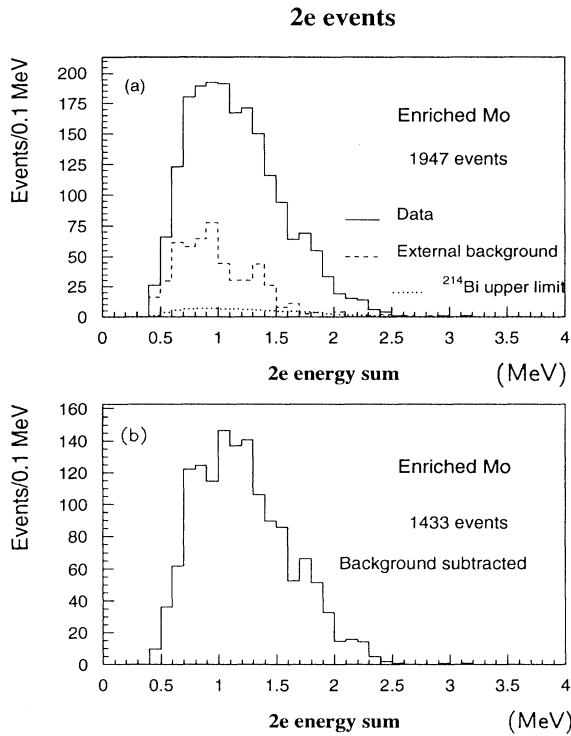 2e events
(a)
Events/0.1 MeV
200
175
150
125
100
75
50
25
0
Enriched Mo
1947 events
Data
External background
²¹⁴Bi upper limit
0 0.5 1 1.5 2 2.5 3 3.5 4
2e energy sum (MeV)
(b)
Events/0.1 MeV
160
140
120
100
80
60
40
20
0
Enriched Mo
1433 events
Background subtracted
0 0.5 1 1.5 2 2.5 3 3.5 4
2e energy sum (MeV)